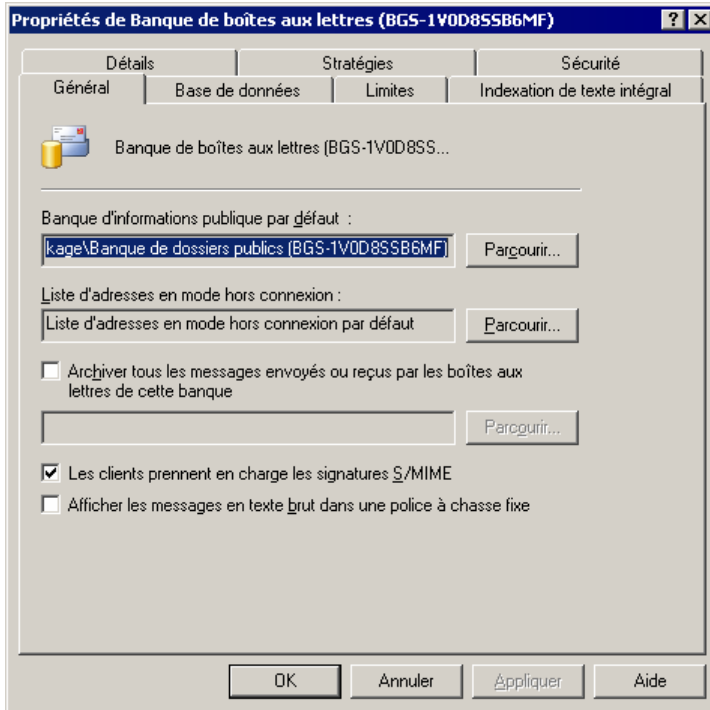 Propriétés de Banque de boîtes aux lettres (BGS-1V0D8SSB6MF)
Détails Stratégies Sécurité
Général Base de données Limites Indexation de texte intégral
Banque de boîtes aux lettres (BGS-1V0D8SS...
Banque d'informations publique par défaut :
kage\Banque de dossiers publics (BGS-1V0D8SSB6MF) Parcourir...
Liste d'adresses en mode hors connexion :
Liste d'adresses en mode hors connexion par défaut Parcourir...
Archiver tous les messages envoyés ou reçus par les boîtes aux
lettres de cette banque
Parcourir...
Les clients prennent en charge les signatures S/MIME
Afficher les messages en texte brut dans une police à chasse fixe
OK Annuler Appliquer Aide